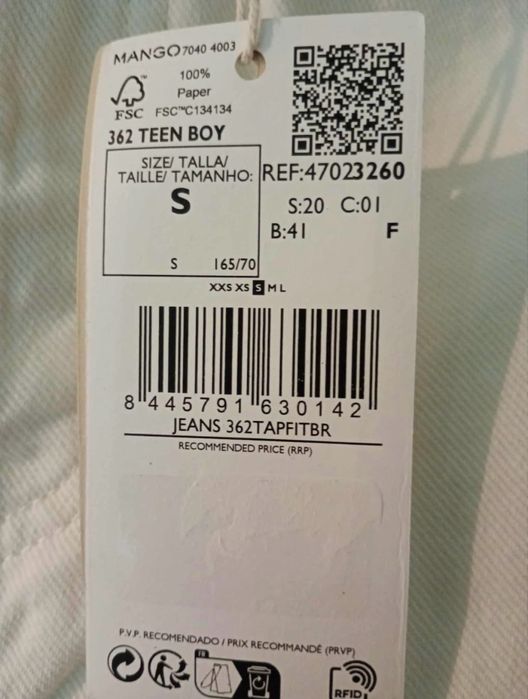 MANGO 7040 4003
100%
Paper
FSC FSC™C134134
362 TEEN BOY
SIZE/ TALLA/
TAILLE/ TAMANHO:
S
S 165/70
REF:47023260
S:20 C:01
B:41 F
XXS XS S M L
8 445791 630142
JEANS 362TAPFITBR
RECOMMENDED PRICE (RRP)
P.V.P. RECOMENDADO / PRIX RECOMMANDÉ (PRVP)
FR
RFID